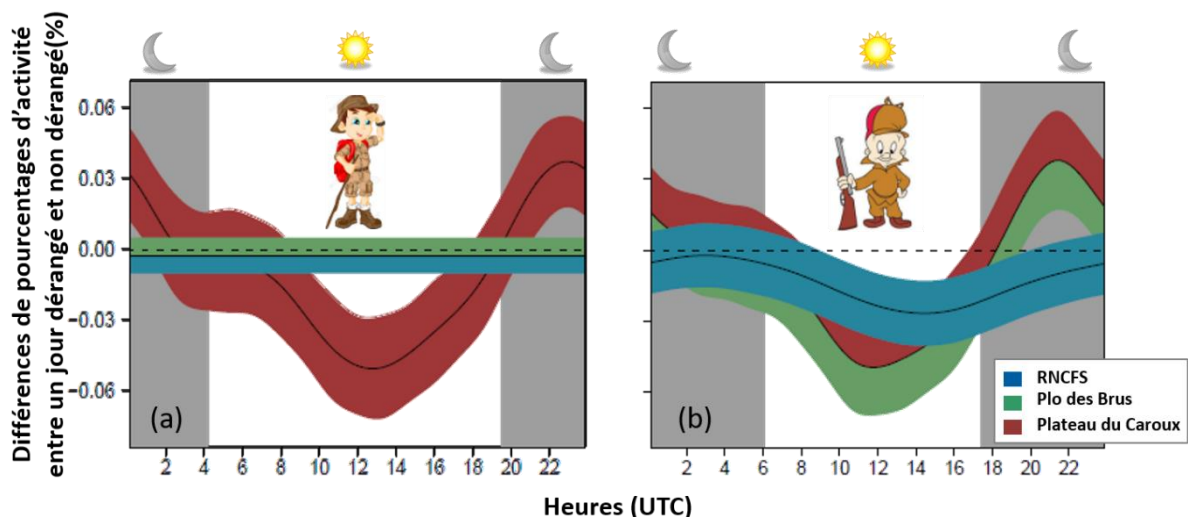 Différences de pourcentages d'activité
entre un jour dérangé et non dérangé(%)
0.06
0.03
0.00
-0.03
-0.06
(a)
2 4 6 8 10 12 14 16 18 20 22
(b)
2 4 6 8 10 12 14 16 18 20 22
RNCFS
Plo des Brus
Plateau du Caroux
Heures (UTC)